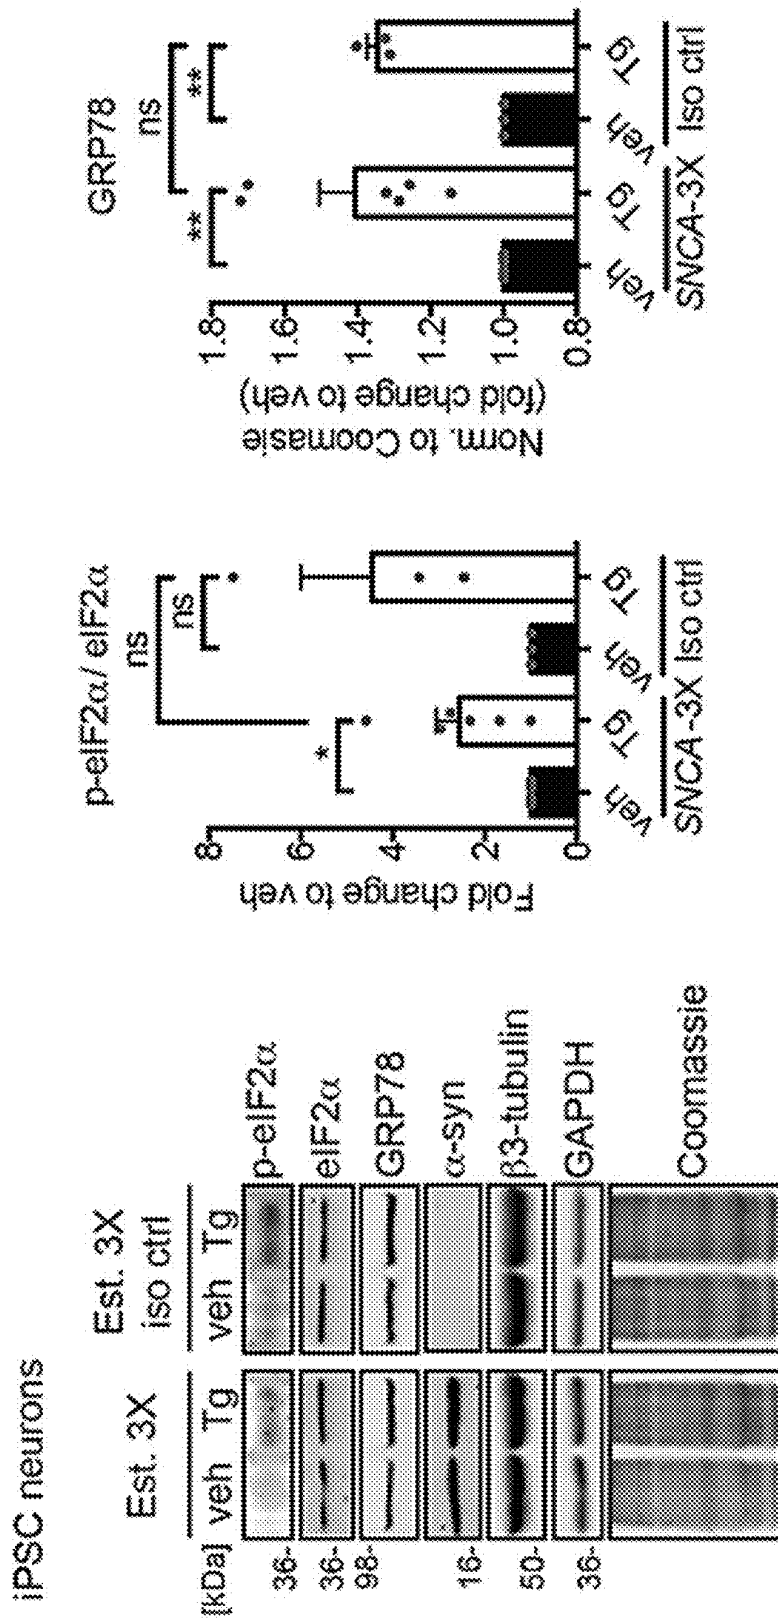 iPSC neurons
Est. 3X
Est. 3X
iso ctrl
[kDa] veh Tg veh Tg
36- p-eIF2α
36- eIF2α
98- GRP78
16- α-syn
50- β3-tubulin
36- GAPDH
Coomassie
p-eIF2α/ eIF2α
ns
ns
*
Fold change to veh
8
6
4
2
0
veh Tg veh Tg
SNCA-3X Iso ctrl
GRP78
ns
** **
Norm. to Coomasie
(fold change to veh)
1.8
1.6
1.4
1.2
1.0
0.8
veh Tg veh Tg
SNCA-3X Iso ctrl